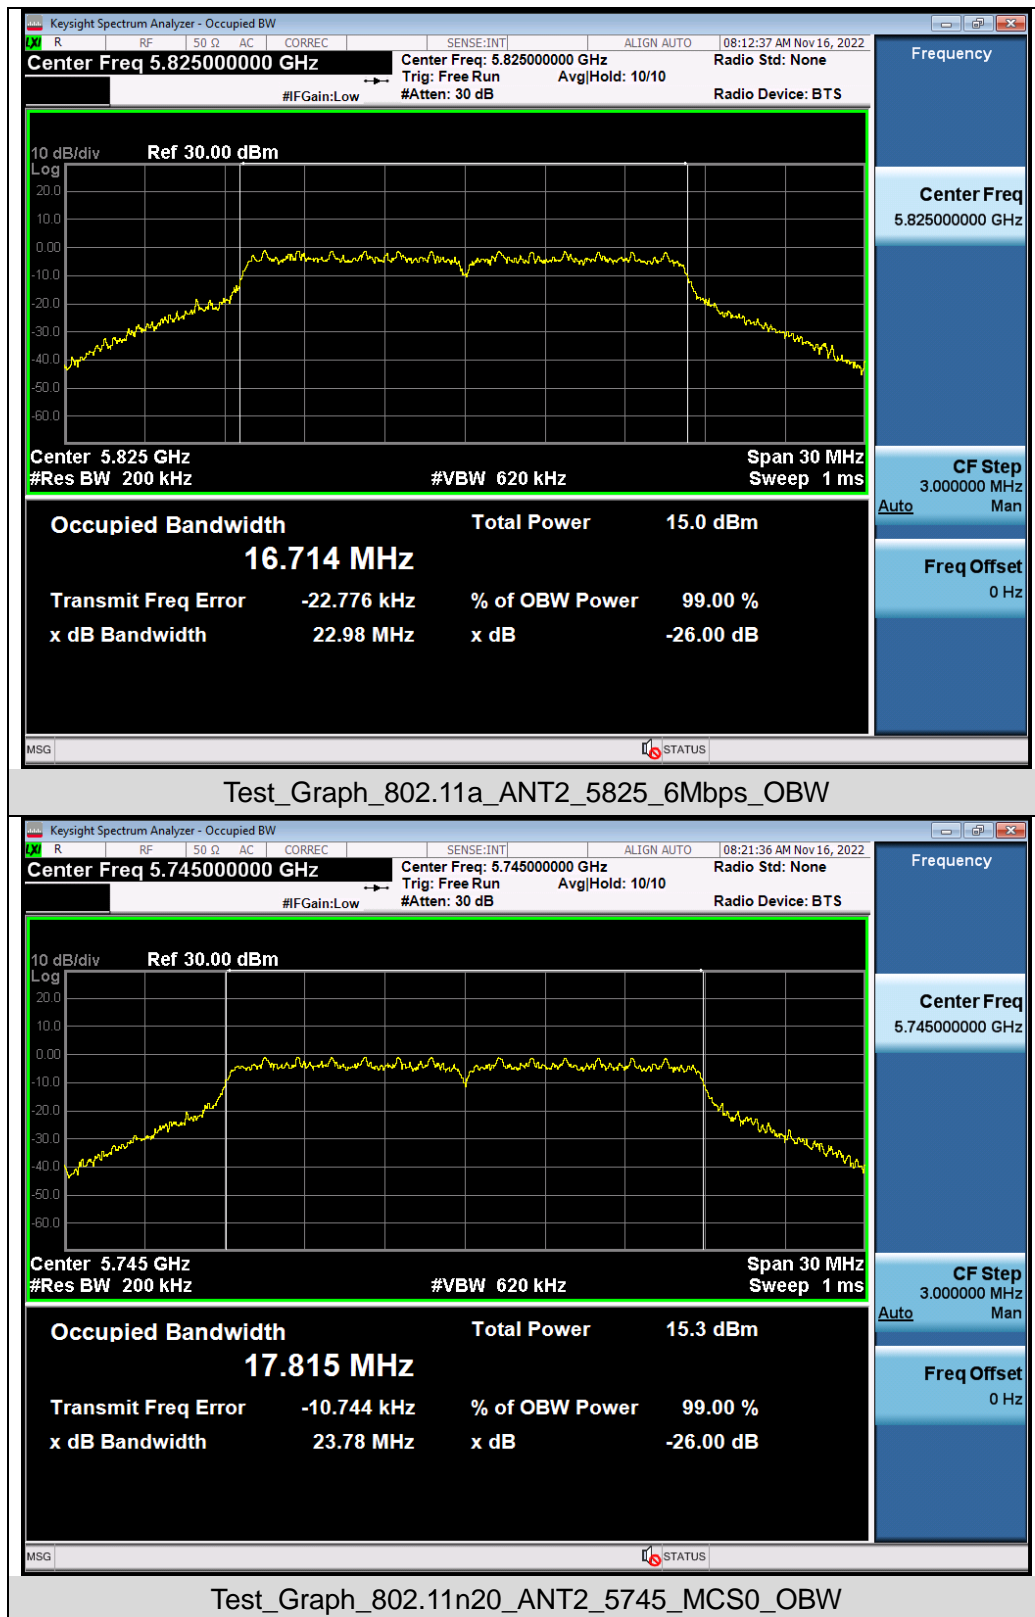 Keysight Spectrum Analyzer - Occupied BW
LXI R RF 50 Ω AC CORREC SENSE:INT ALIGN AUTO 08:12:37 AM Nov 16, 2022
Center Freq 5.825000000 GHz
Center Freq: 5.825000000 GHz
Radio Std: None
Trig: Free Run Avg|Hold: 10/10
#IFGain:Low
#Atten: 30 dB
Radio Device: BTS
Frequency
10 dB/div Ref 30.00 dBm
Log
20.0
10.0
0.00
-10.0
-20.0
-30.0
-40.0
-50.0
-60.0
Center Freq
5.825000000 GHz
Center 5.825 GHz Span 30 MHz
#Res BW 200 kHz #VBW 620 kHz Sweep 1 ms
CF Step
3.000000 MHz
Auto Man
Occupied Bandwidth Total Power 15.0 dBm
16.714 MHz
Freq Offset
0 Hz
Transmit Freq Error -22.776 kHz % of OBW Power 99.00 %
x dB Bandwidth 22.98 MHz x dB -26.00 dB
MSG STATUS
Test_Graph_802.11a_ANT2_5825_6Mbps_OBW
Keysight Spectrum Analyzer - Occupied BW
LXI R RF 50 Ω AC CORREC SENSE:INT ALIGN AUTO 08:21:36 AM Nov 16, 2022
Center Freq 5.745000000 GHz
Center Freq: 5.745000000 GHz
Radio Std: None
Trig: Free Run Avg|Hold: 10/10
#IFGain:Low
#Atten: 30 dB
Radio Device: BTS
Frequency
10 dB/div Ref 30.00 dBm
Log
20.0
10.0
0.00
-10.0
-20.0
-30.0
-40.0
-50.0
-60.0
Center Freq
5.745000000 GHz
Center 5.745 GHz Span 30 MHz
#Res BW 200 kHz #VBW 620 kHz Sweep 1 ms
CF Step
3.000000 MHz
Auto Man
Occupied Bandwidth Total Power 15.3 dBm
17.815 MHz
Freq Offset
0 Hz
Transmit Freq Error -10.744 kHz % of OBW Power 99.00 %
x dB Bandwidth 23.78 MHz x dB -26.00 dB
MSG STATUS
Test_Graph_802.11n20_ANT2_5745_MCS0_OBW